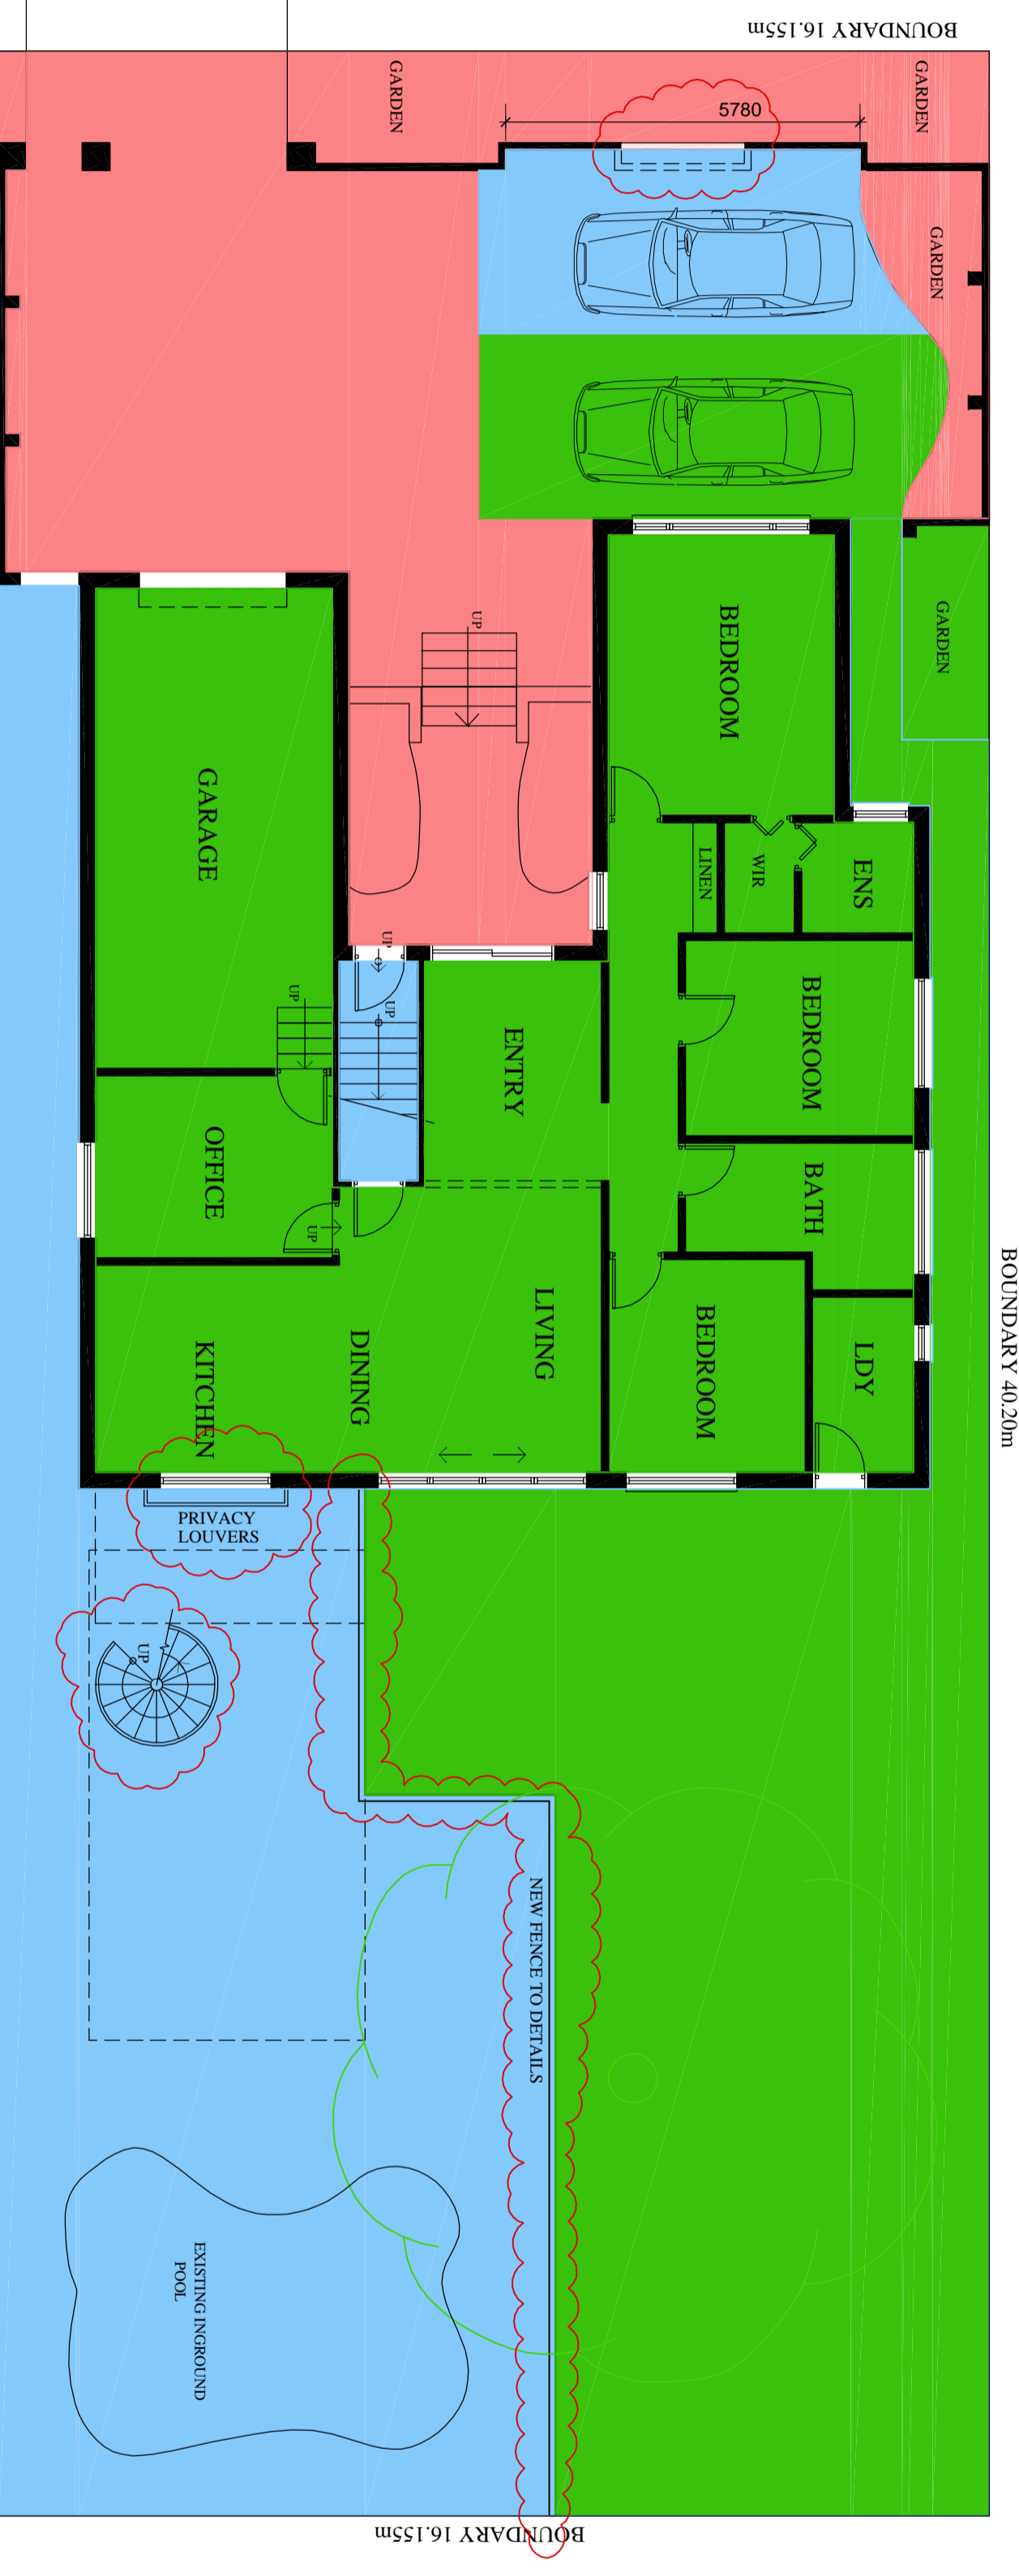 BOUNDARY 16.155m
GARDEN
GARDEN
5780
GARDEN
UP
BEDROOM
GARDEN
GARAGE
LINEN
WIR
ENS
UP
UP
UP
ENTRY
BEDROOM
OFFICE
UP
BATH
KITCHEN
DINING
LIVING
BEDROOM
LDY
BOUNDARY 40.20m
PRIVACY
LOUVERS
UP
NEW FENCE TO DETAILS
EXISTING INGROUND
POOL
BOUNDARY 16.155m